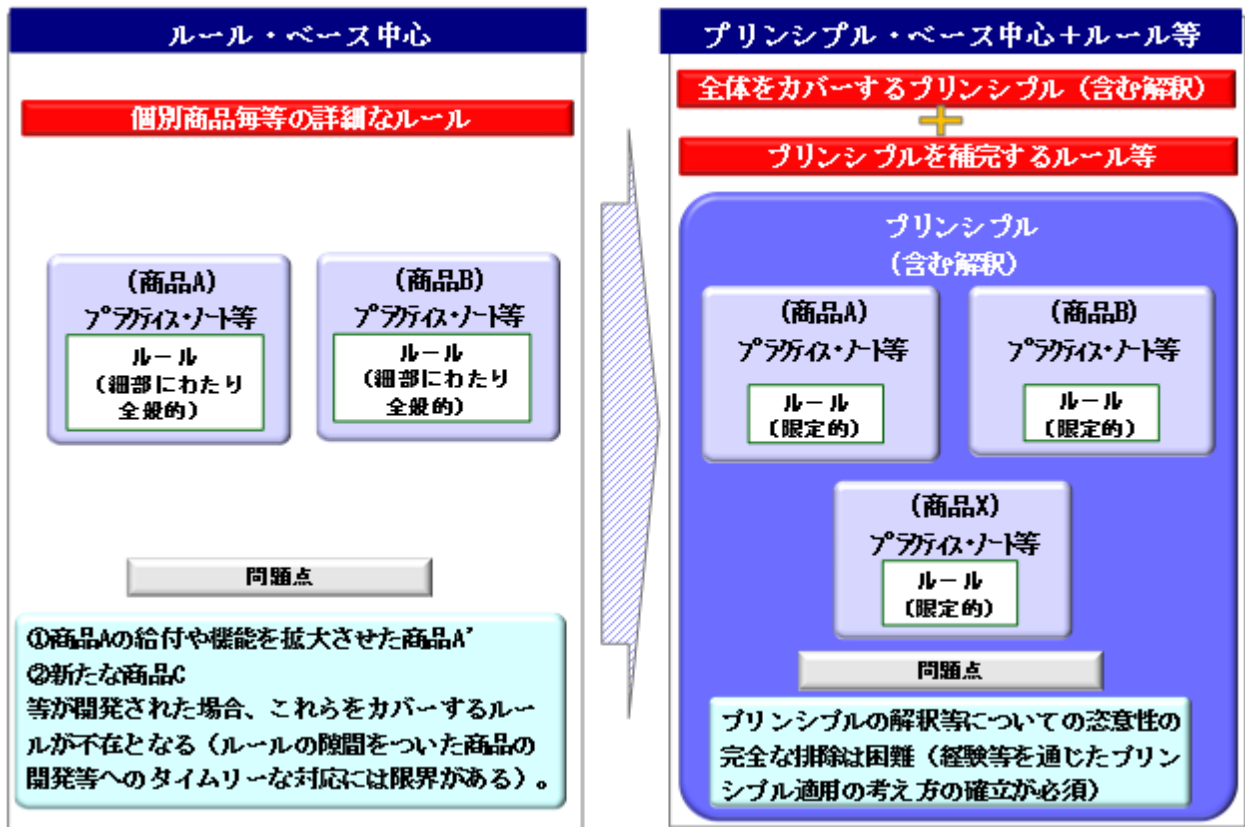 ルール・ベース中心
個別商品毎等の詳細なルール
(商品A)
プラクティス・ノート等
ルール
(細部にわたり
全般的)
(商品B)
プラクティス・ノート等
ルール
(細部にわたり
全般的)
問題点
①商品Aの給付や機能を拡大させた商品A'
②新たな商品C
等が開発された場合、これらをカバーするルー
ルが不在となる(ルールの隙間をついた商品の
開発等へのタイムリーな対応には限界がある)。
プリンシプル・ベース中心+ルール等
全体をカバーするプリンシプル(含む解釈)
+
プリンシプルを補完するルール等
プリンシプル
(含む解釈)
(商品A)
プラクティス・ノート等
ルール
(限定的)
(商品B)
プラクティス・ノート等
ルール
(限定的)
(商品X)
プラクティス・ノート等
ルール
(限定的)
問題点
プリンシプルの解釈等についての恣意性の
完全な排除は困難(経験等を通じたプリン
シプル適用の考え方の確立が必須)